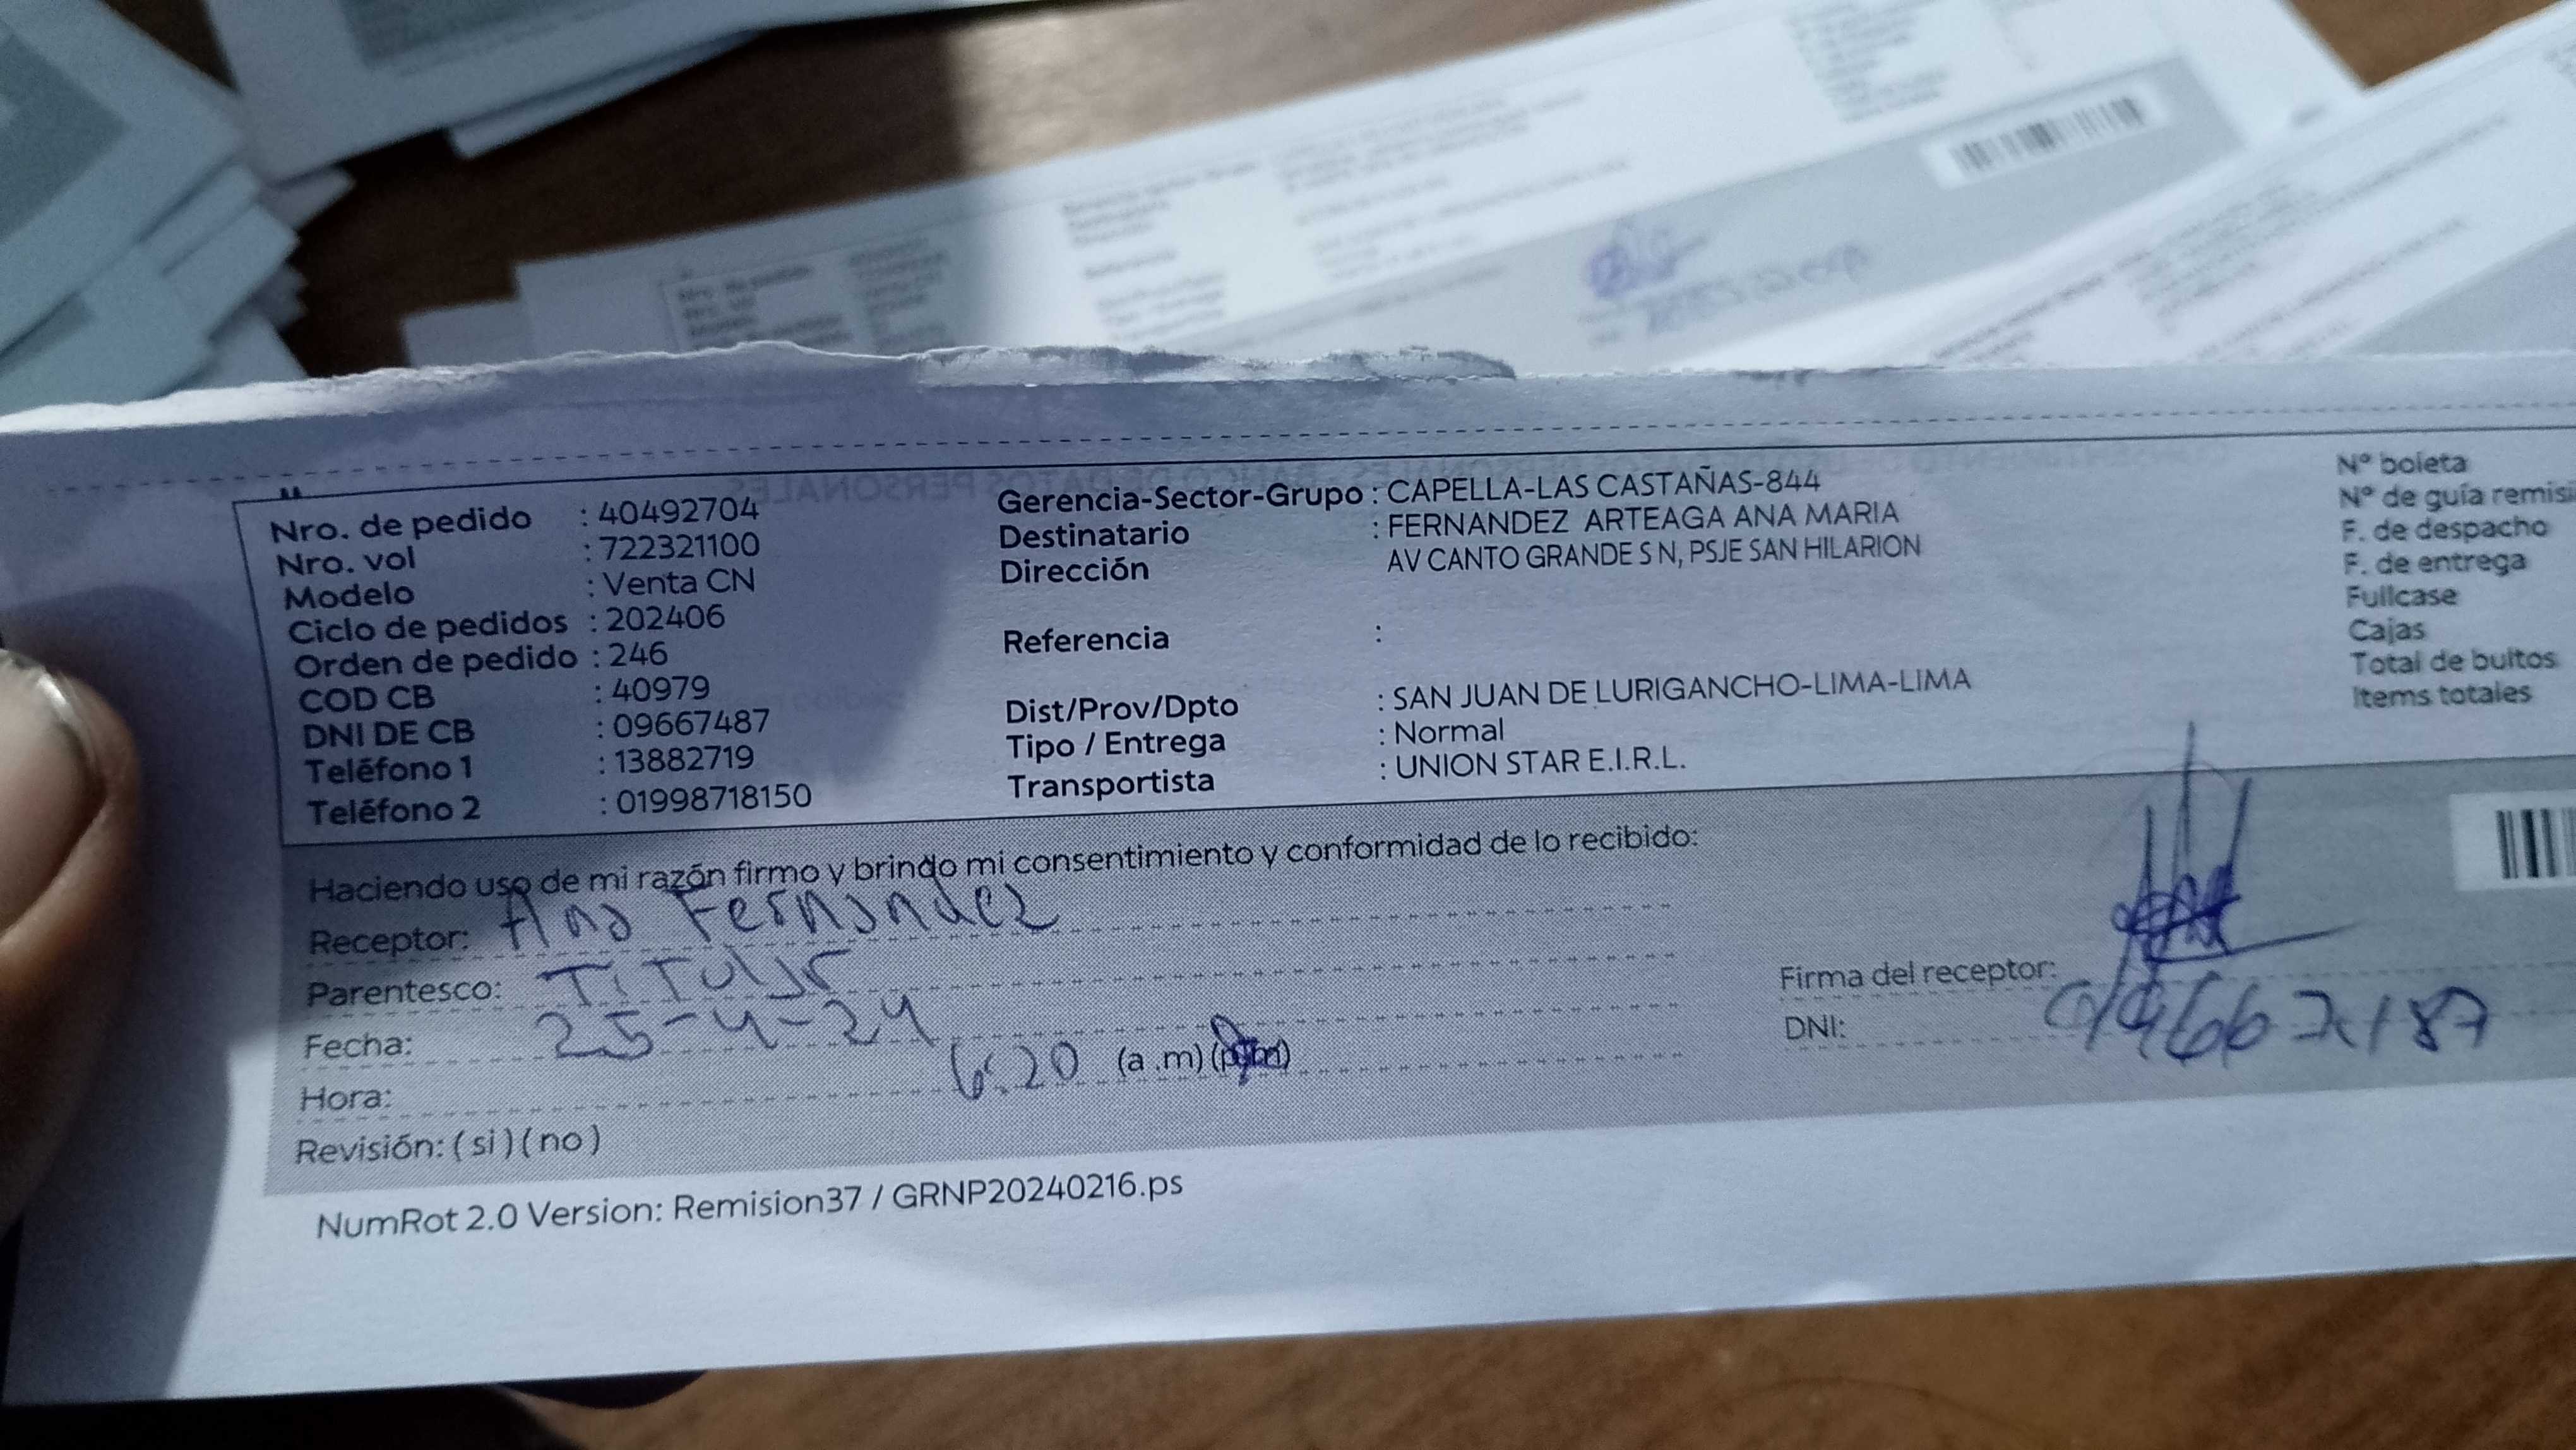 Nro. de pedido : 40492704
Nro. vol : 722321100
Modelo : Venta CN
Ciclo de pedidos : 202406
Orden de pedido : 246
COD CB : 40979
DNI DE CB : 09667487
Teléfono 1 : 13882719
Teléfono 2 : 01998718150
Gerencia-Sector-Grupo : CAPELLA-LAS CASTAÑAS-844
Destinatario : FERNANDEZ ARTEAGA ANA MARIA
Dirección AV CANTO GRANDE S N, PSJE SAN HILARION
Referencia :
Dist/Prov/Dpto : SAN JUAN DE LURIGANCHO-LIMA-LIMA
Tipo / Entrega : Normal
Transportista : UNION STAR E.I.R.L.
Nº boleta
Nº de guía remisi
F. de despacho
F. de entrega
Fullcase
Cajas
Total de bultos
Items totales
Haciendo uso de mi razón firmo y brindo mi consentimiento y conformidad de lo recibido:
Receptor: Ana Fernandez
Parentesco: Titular
Fecha: 25-4-24
Hora: 6:20 (a .m) (p.m)
Revisión: ( si ) ( no )
Firma del receptor:
DNI:
NumRot 2.0 Version: Remision37 / GRNP20240216.ps